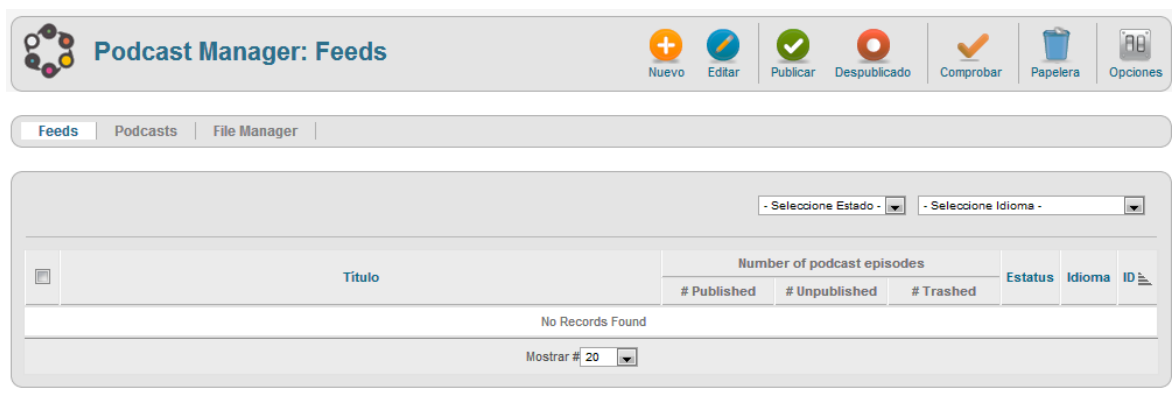 Podcast Manager: Feeds
Nuevo Editar Publicar Despublicado Comprobar Papelera Opciones
Feeds Podcasts File Manager
- Seleccione Estado - - Seleccione Idioma -
Título Number of podcast episodes Estatus Idioma ID
# Published # Unpublished # Trashed
No Records Found
Mostrar # 20